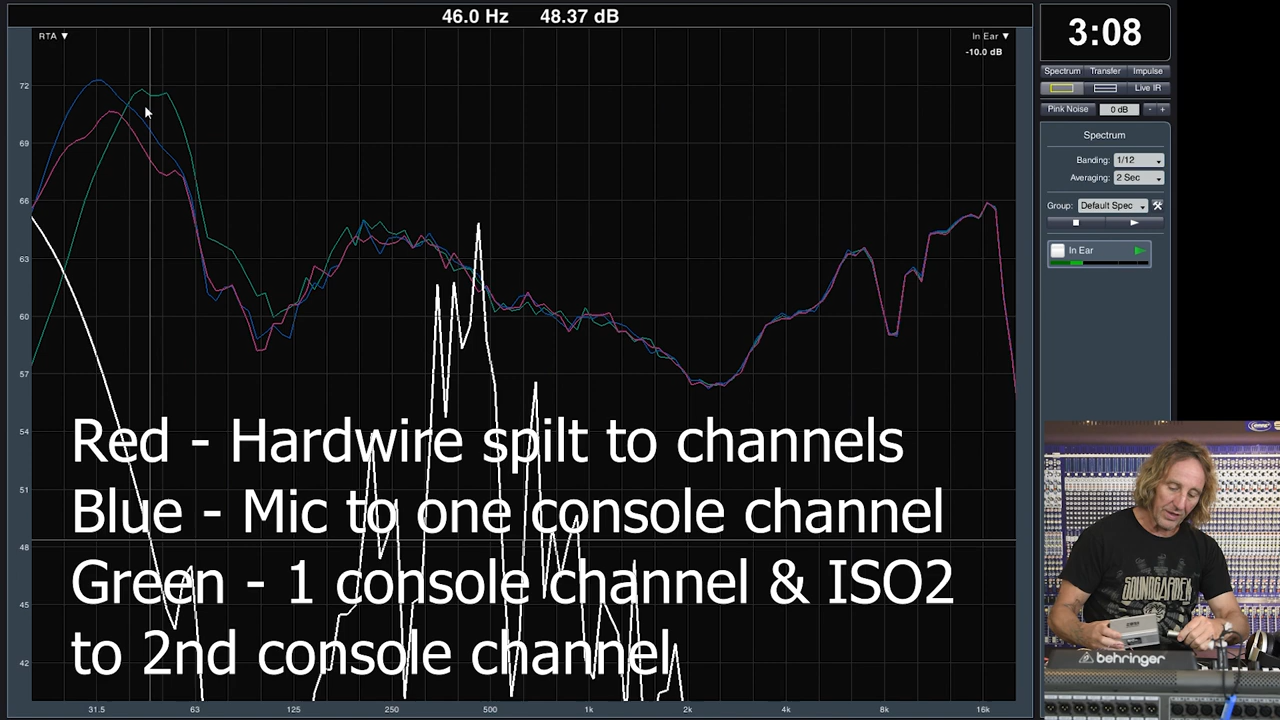 46.0 Hz 48.37 dB
RTA ▼
In Ear ▼
-10.0 dB
3:08
Spectrum Transfer Impulse
Live IR
Pink Noise 0 dB - +
Spectrum
Banding: 1/12
Averaging: 2 Sec
Group: Default Spec
In Ear
72
69
66
63
60
57
54
51
48
45
42
Red - Hardwire spilt to channels
Blue - Mic to one console channel
Green - 1 console channel & ISO2
to 2nd console channel
31.5 63 125 250 500 1k 2k 4k 8k 16k
SOUNDGARDEN
behringer